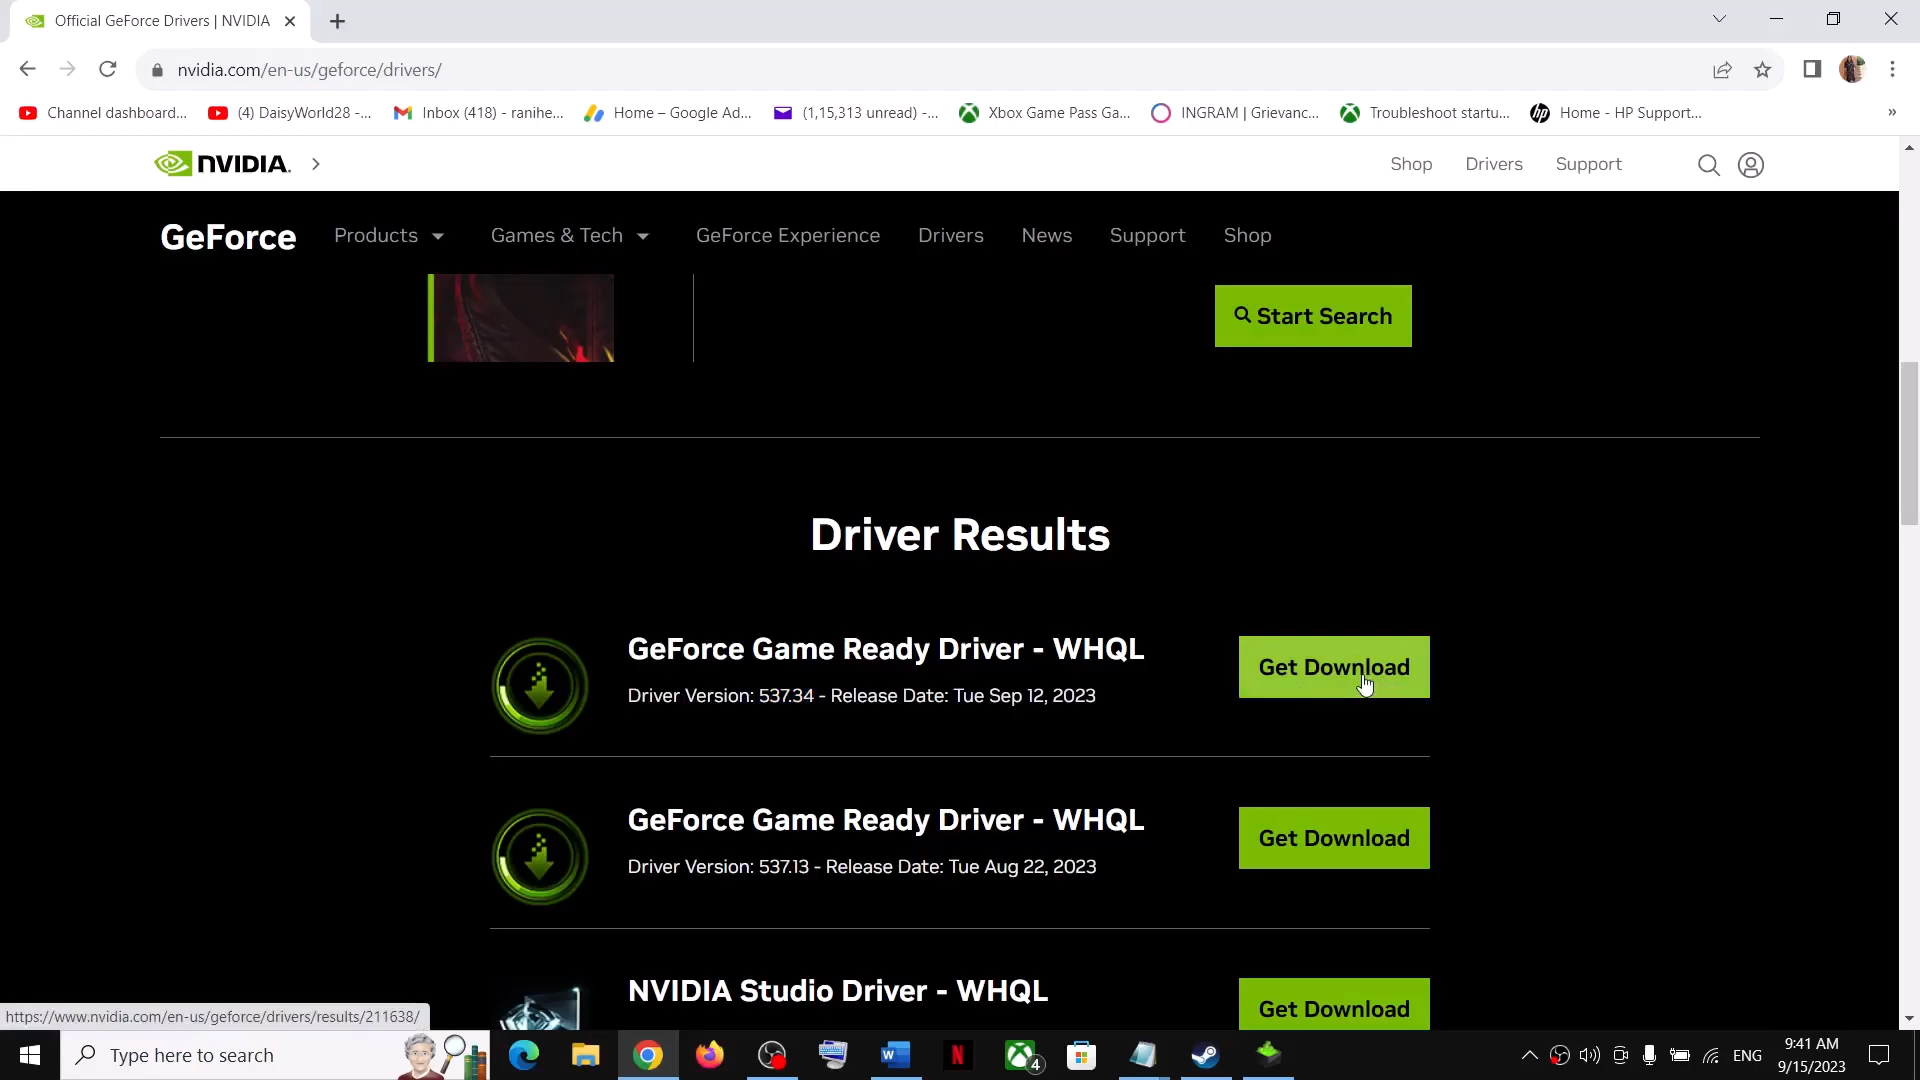 Official GeForce Drivers | NVIDIA
nvidia.com/en-us/geforce/drivers/
Channel dashboard...
(4) DaisyWorld28 -...
Inbox (418) - ranihe...
Home – Google Ad...
(1,15,313 unread) -...
Xbox Game Pass Ga...
INGRAM | Grievanc...
Troubleshoot startu...
Home - HP Support...
»
NVIDIA.
Shop
Drivers
Support
GeForce
Products
Games & Tech
GeForce Experience
Drivers
News
Support
Shop
Start Search
Driver Results
GeForce Game Ready Driver - WHQL
Driver Version: 537.34 - Release Date: Tue Sep 12, 2023
Get Download
GeForce Game Ready Driver - WHQL
Driver Version: 537.13 - Release Date: Tue Aug 22, 2023
Get Download
NVIDIA Studio Driver - WHQL
Get Download
https://www.nvidia.com/en-us/geforce/drivers/results/211638/
Type here to search
W
N
4
ENG
9:41 AM
9/15/2023